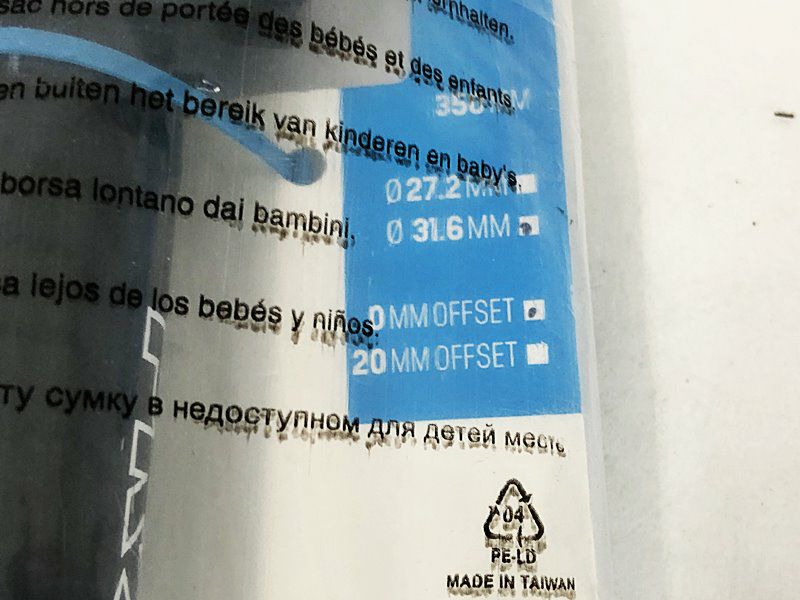 sac hors de portée des bébés et des enfants.
en buiten het bereik van kinderen en baby's.
borsa lontano dai bambini.
lejos de los bebés y niños.
ту сумку в недоступном для детей месте
350 MM
Ø 27.2 MM
Ø 31.6 MM
0 MM OFFSET
20 MM OFFSET
04
PE-LD
MADE IN TAIWAN